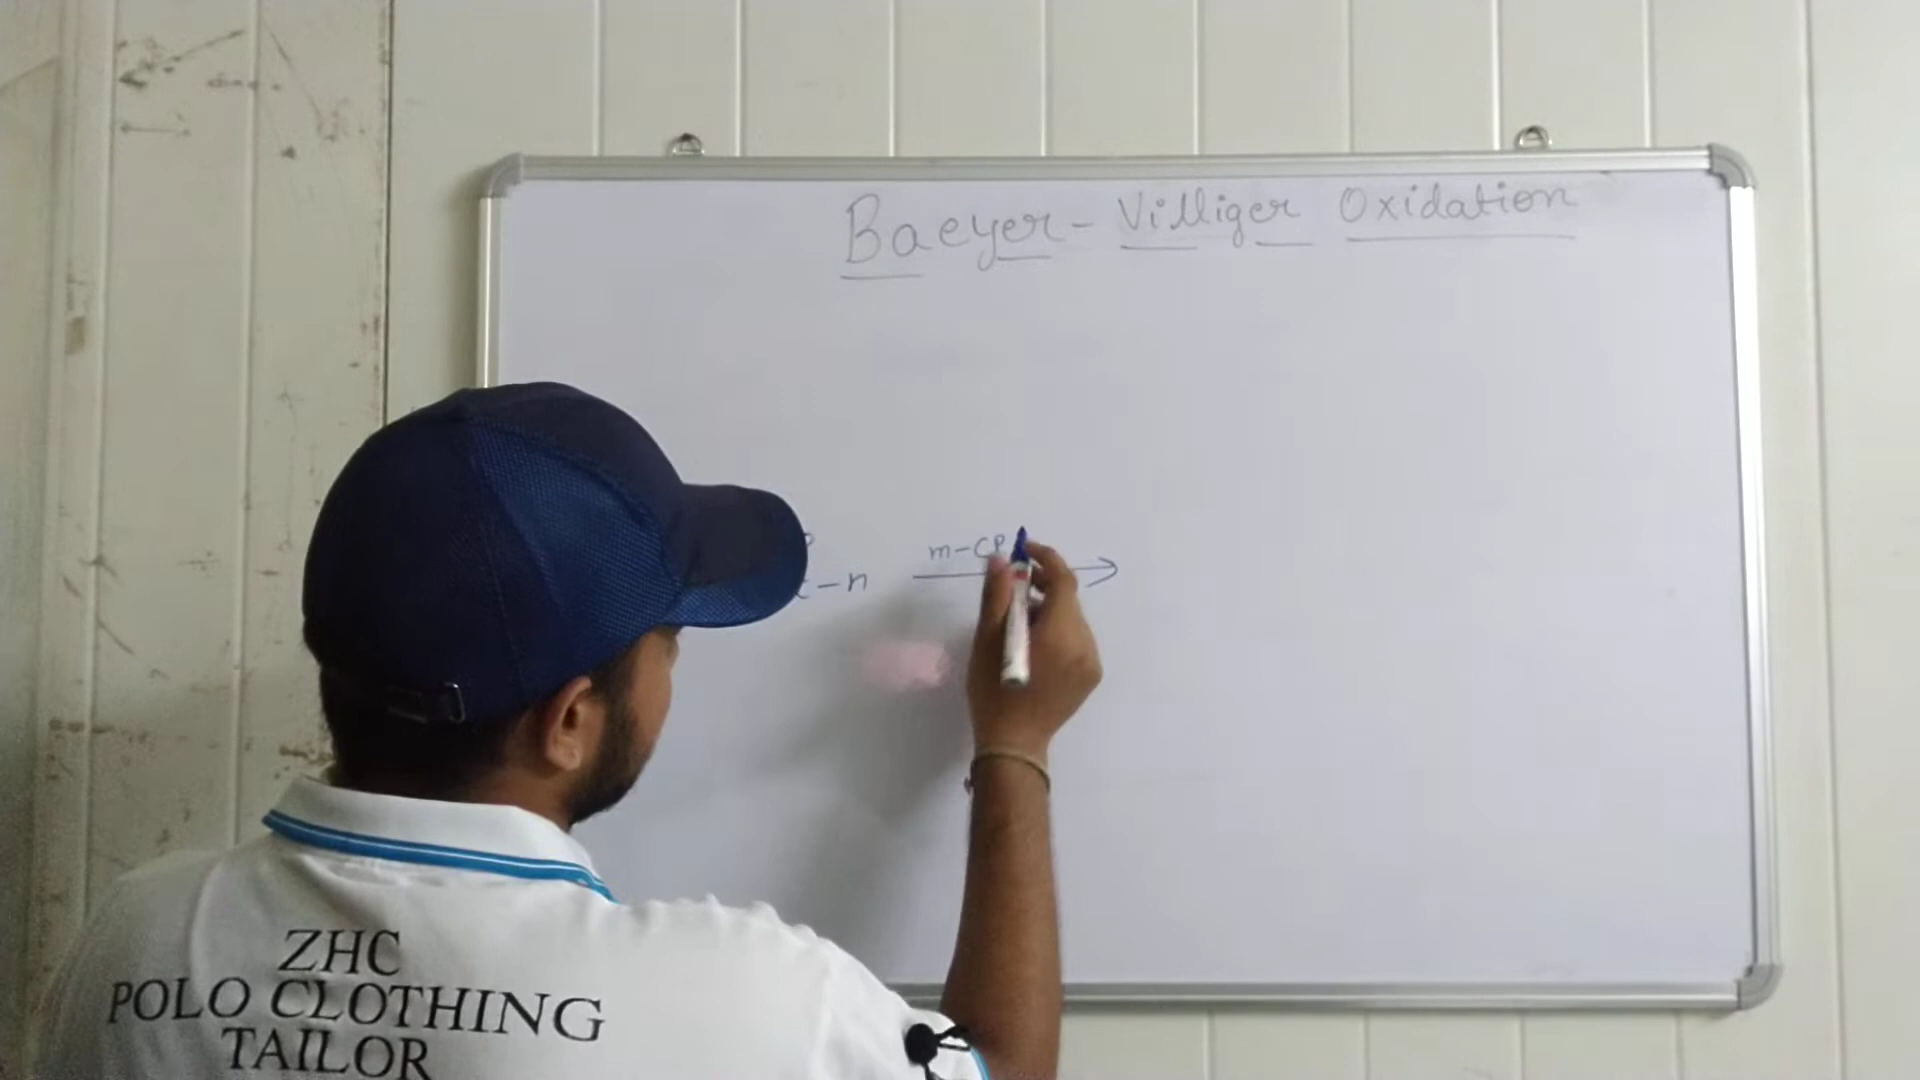 Baeyer-Villiger Oxidation
m-CP
-n
ZHC
POLO CLOTHING
TAILOR